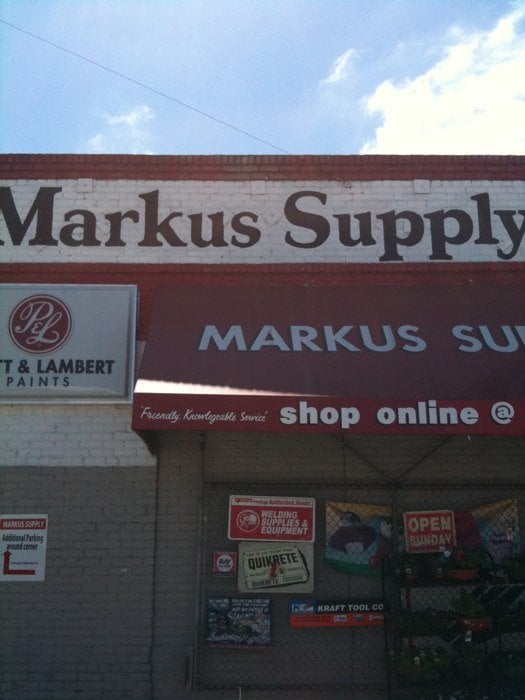 Markus Supply
P&L
TT & LAMBERT
PAINTS
MARKUS SU
"Friendly, Knowledgeable Service"
shop online @
MARKUS SUPPLY
Additional Parking
around corner
WELDING
SUPPLIES &
EQUIPMENT
QUIKRETE
QUIKRETE
KRAFT TOOL CO
OPEN
SUNDAY